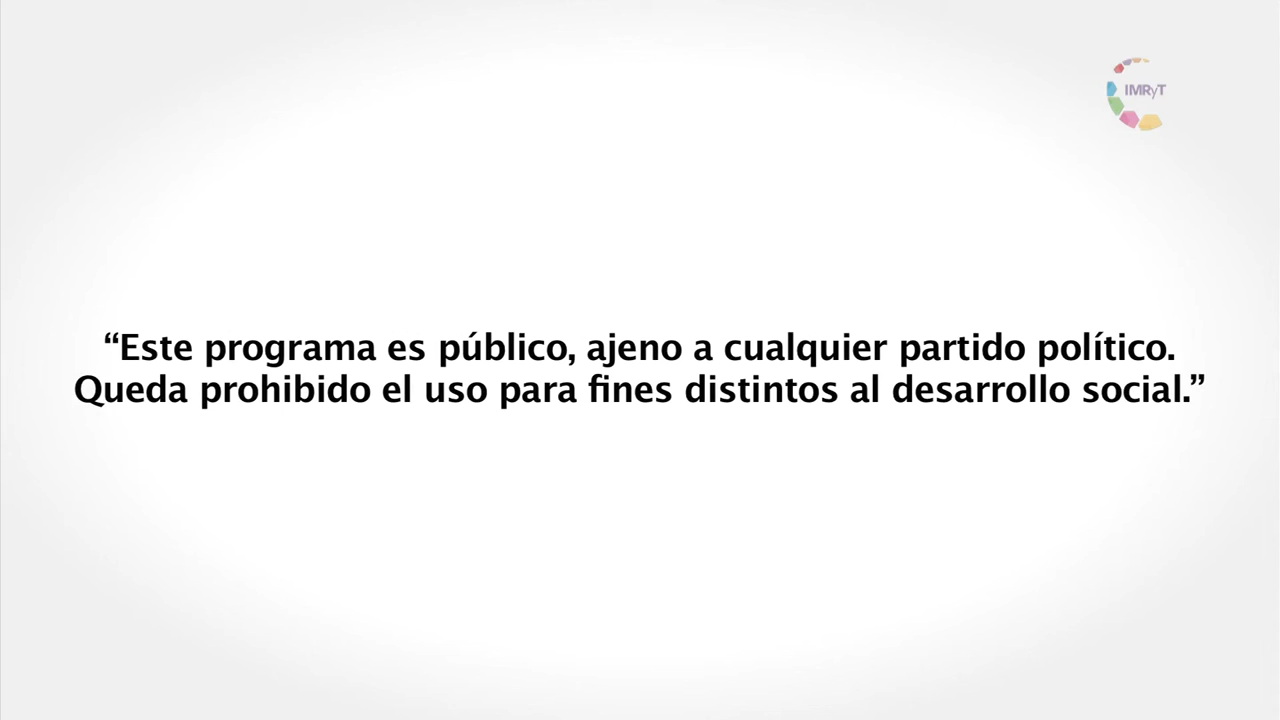 IMRyT
“Este programa es público, ajeno a cualquier partido político.
Queda prohibido el uso para fines distintos al desarrollo social.”